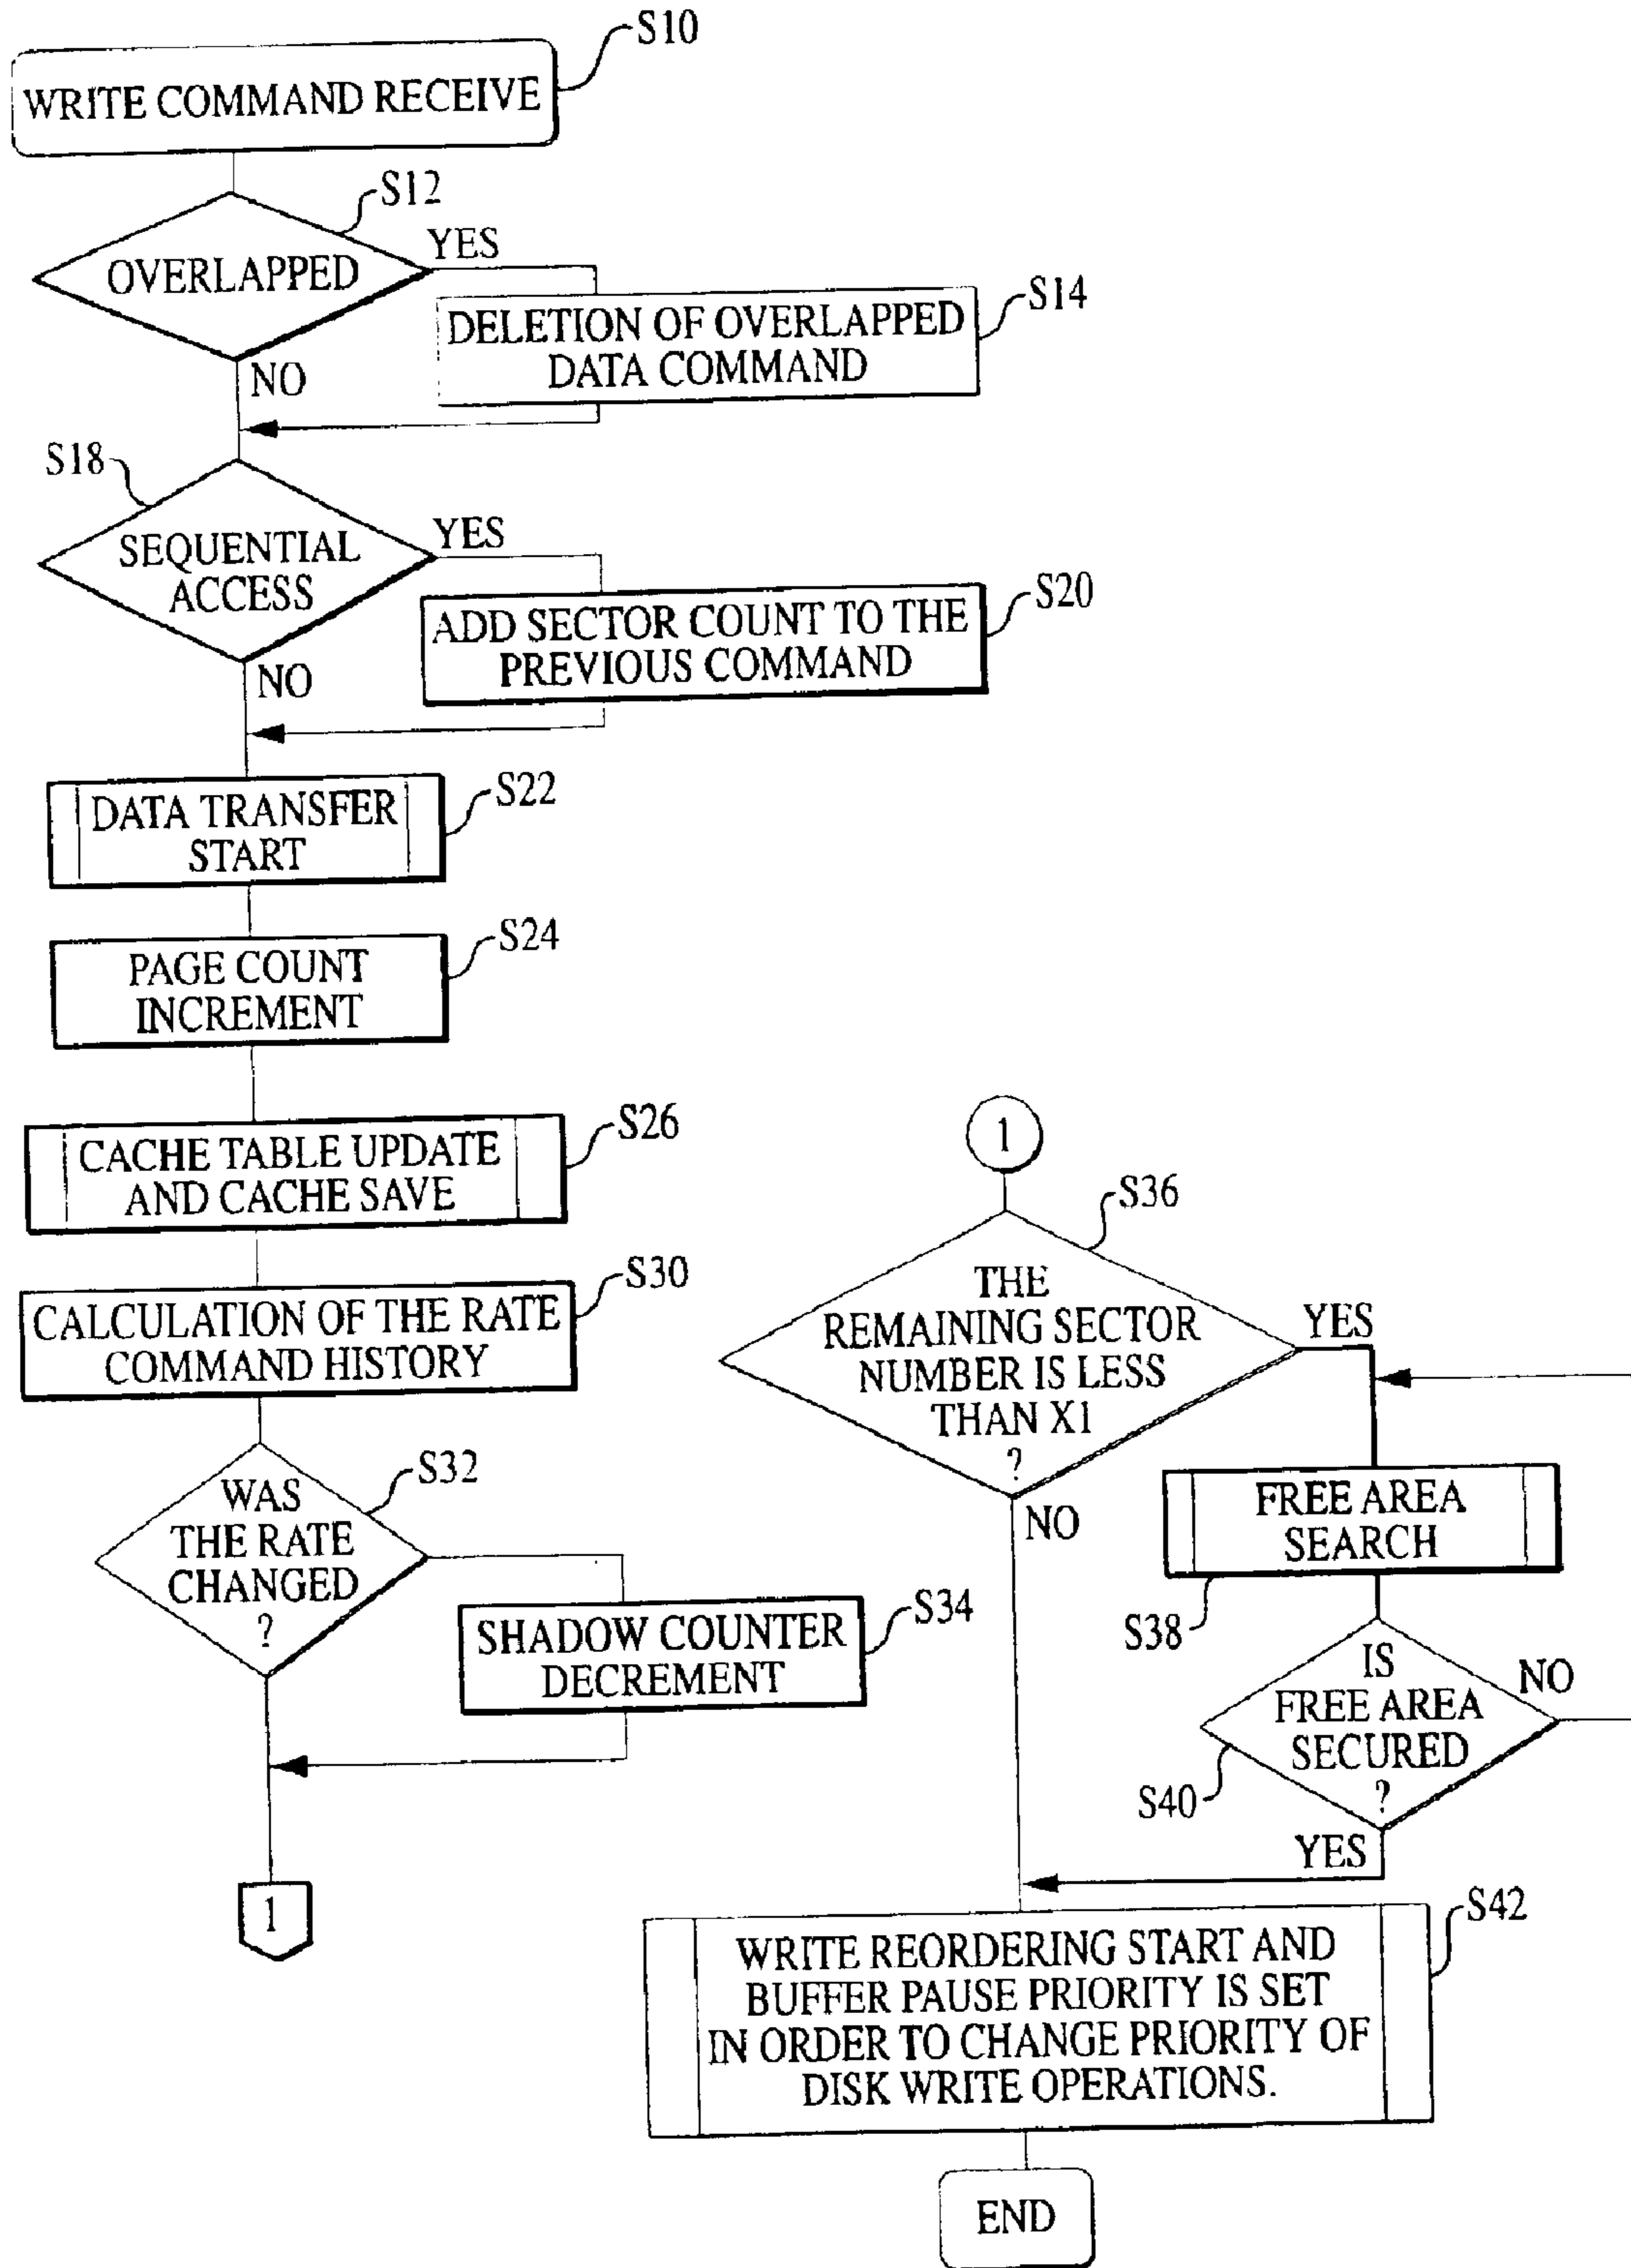 S10
WRITE COMMAND RECEIVE
S12
OVERLAPPED
YES
S14
DELETION OF OVERLAPPED
DATA COMMAND
NO
S18
SEQUENTIAL
ACCESS
YES
S20
ADD SECTOR COUNT TO THE
PREVIOUS COMMAND
NO
S22
DATA TRANSFER
START
S24
PAGE COUNT
INCREMENT
S26
CACHE TABLE UPDATE
AND CACHE SAVE
S30
CALCULATION OF THE RATE
COMMAND HISTORY
S32
WAS
THE RATE
CHANGED
?
S34
SHADOW COUNTER
DECREMENT
1
1
S36
THE
REMAINING SECTOR
NUMBER IS LESS
THAN X1
?
YES
NO
FREE AREA
SEARCH
S38
IS
FREE AREA
SECURED
?
NO
S40
YES
S42
WRITE REORDERING START AND
BUFFER PAUSE PRIORITY IS SET
IN ORDER TO CHANGE PRIORITY OF
DISK WRITE OPERATIONS.
END